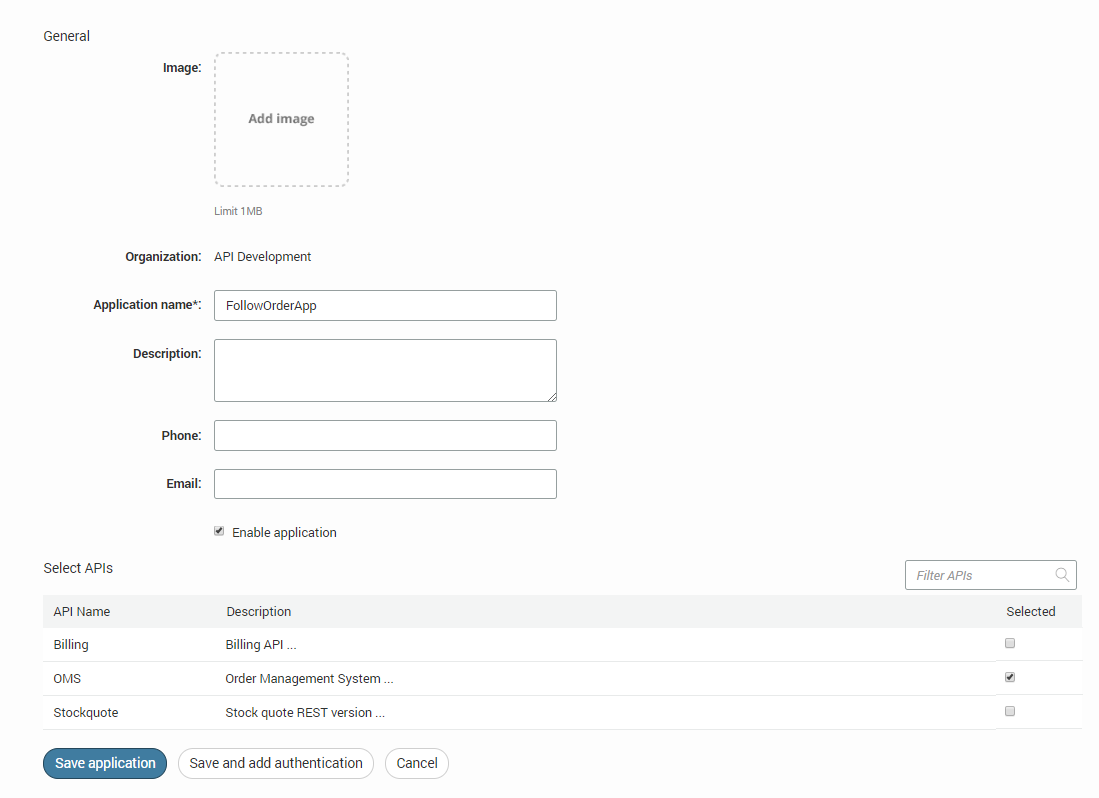 General
Image:
Add image
Limit 1MB
Organization: API Development
Application name*: FollowOrderApp
Description:
Phone:
Email:
Enable application
Select APIs
Filter APIs
API Name Description Selected
Billing Billing API ...
OMS Order Management System ...
Stockquote Stock quote REST version ...
Save application Save and add authentication Cancel